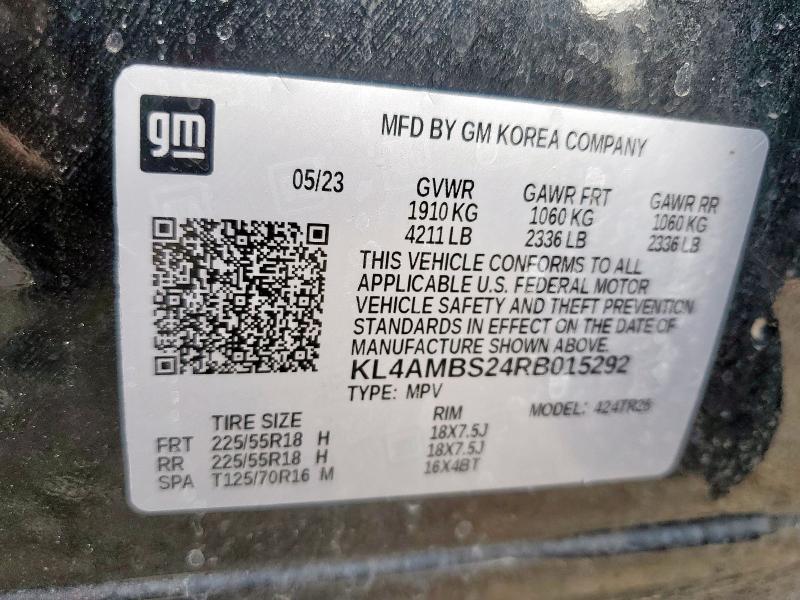 gm
MFD BY GM KOREA COMPANY
05/23 GVWR GAWR FRT GAWR RR
1910 KG 1060 KG 1060 KG
4211 LB 2336 LB 2336 LB
THIS VEHICLE CONFORMS TO ALL
APPLICABLE U.S. FEDERAL MOTOR
VEHICLE SAFETY AND THEFT PREVENTION
STANDARDS IN EFFECT ON THE DATE OF
MANUFACTURE SHOWN ABOVE.
KL4AMBS24RB015292
TYPE: MPV MODEL: 424TR26
TIRE SIZE RIM
FRT 225/55R18 H 18X7.5J
RR 225/55R18 H 18X7.5J
SPA T125/70R16 M 16X4BT